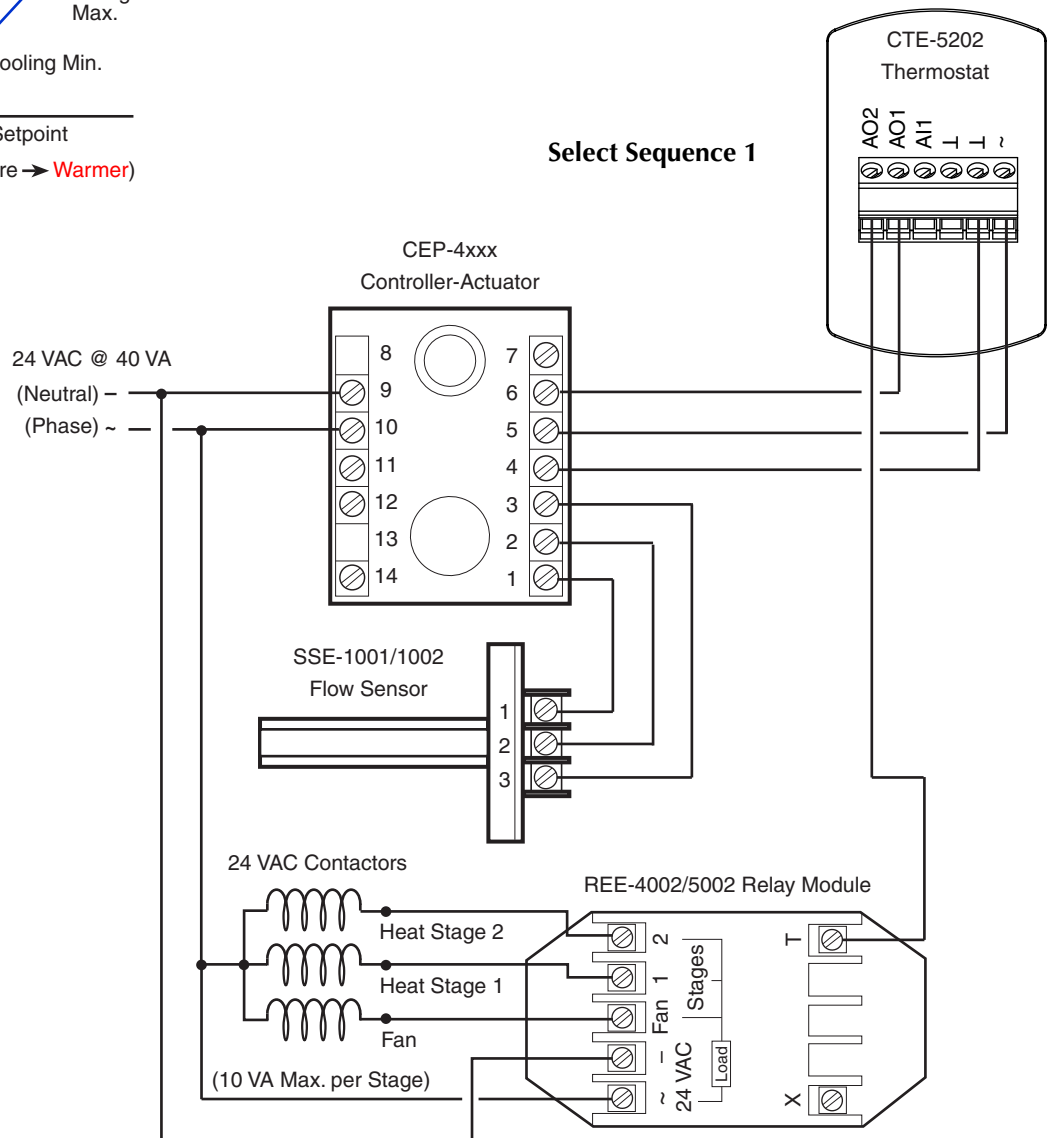 Max.
ooling Min.
Setpoint
re → Warmer)
Select Sequence 1
CTE-5202
Thermostat
AO2
AO1
AI1
⊥
⊥
~
CEP-4xxx
Controller-Actuator
24 VAC @ 40 VA
(Neutral) –
(Phase) ~
8
9
10
11
12
13
14
7
6
5
4
3
2
1
SSE-1001/1002
Flow Sensor
1
2
3
24 VAC Contactors
Heat Stage 2
Heat Stage 1
Fan
(10 VA Max. per Stage)
REE-4002/5002 Relay Module
2
1
Fan
–
~
Stages
24 VAC
Load
T
X